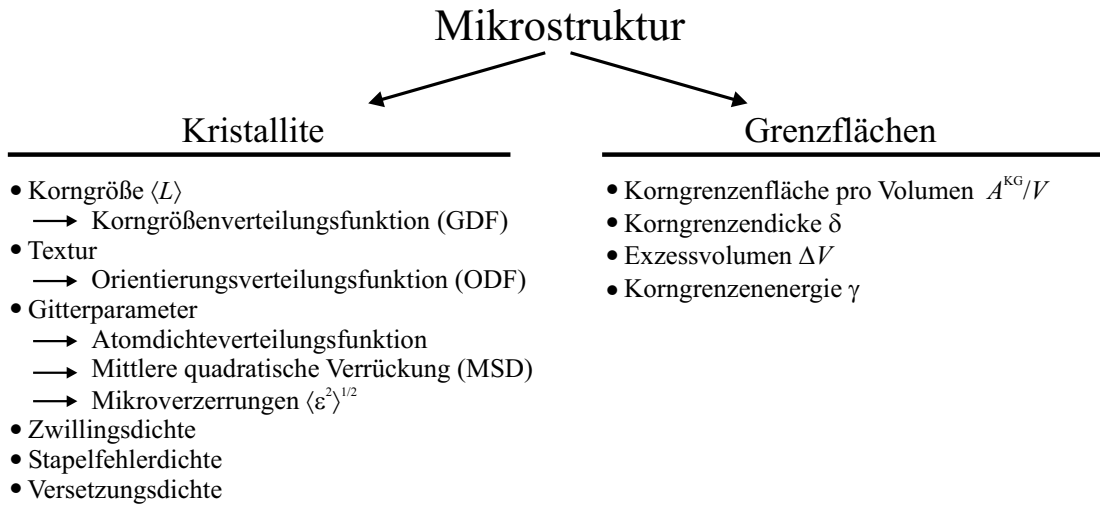 Mikrostruktur
Kristallite
• Korngröße ⟨L⟩
→ Korngrößenverteilungsfunktion (GDF)
• Textur
→ Orientierungsverteilungsfunktion (ODF)
• Gitterparameter
→ Atomdichteverteilungsfunktion
→ Mittlere quadratische Verrückung (MSD)
→ Mikroverzerrungen ⟨ε²⟩^1/2
• Zwillingsdichte
• Stapelfehlerdichte
• Versetzungsdichte
Grenzflächen
• Korngrenzenfläche pro Volumen A^KG/V
• Korngrenzendicke δ
• Exzessvolumen ΔV
• Korngrenzenenergie γ